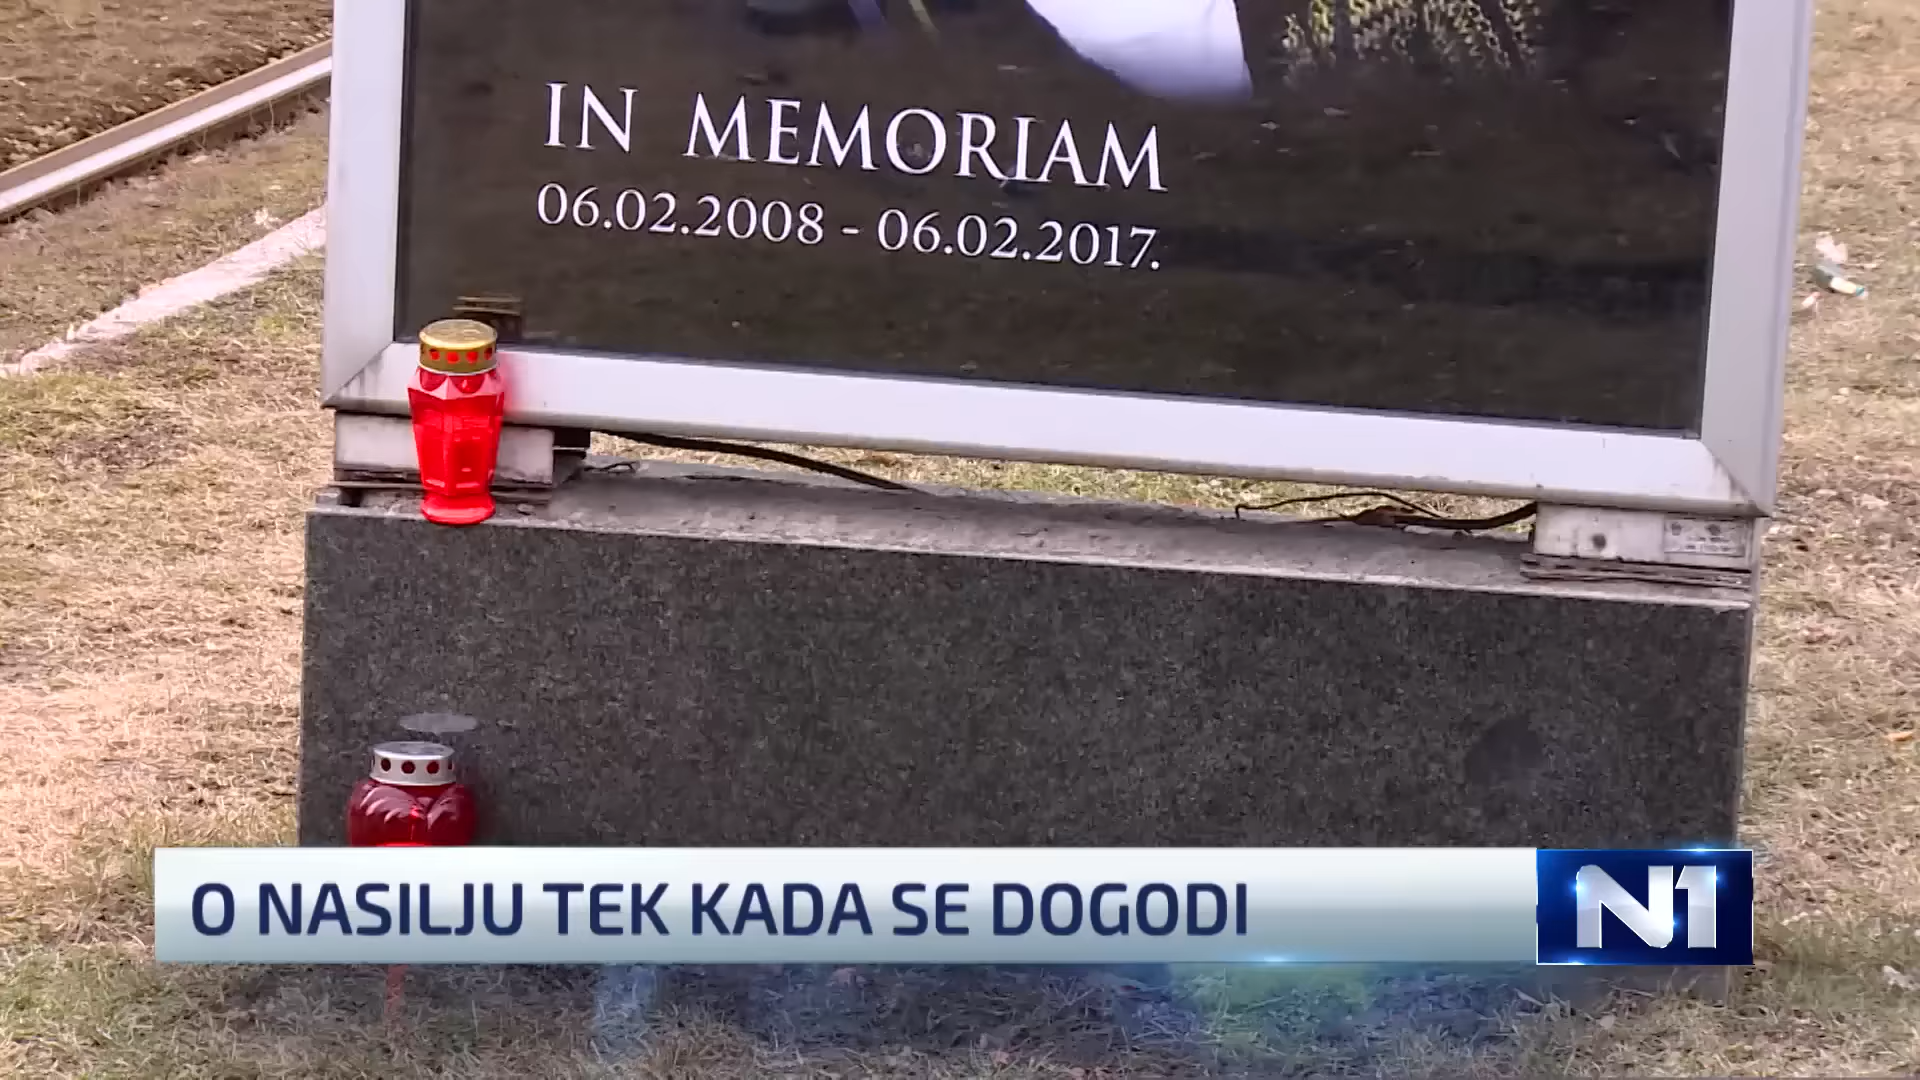 IN MEMORIAM
06.02.2008 - 06.02.2017.
O NASILJU TEK KADA SE DOGODI
N1